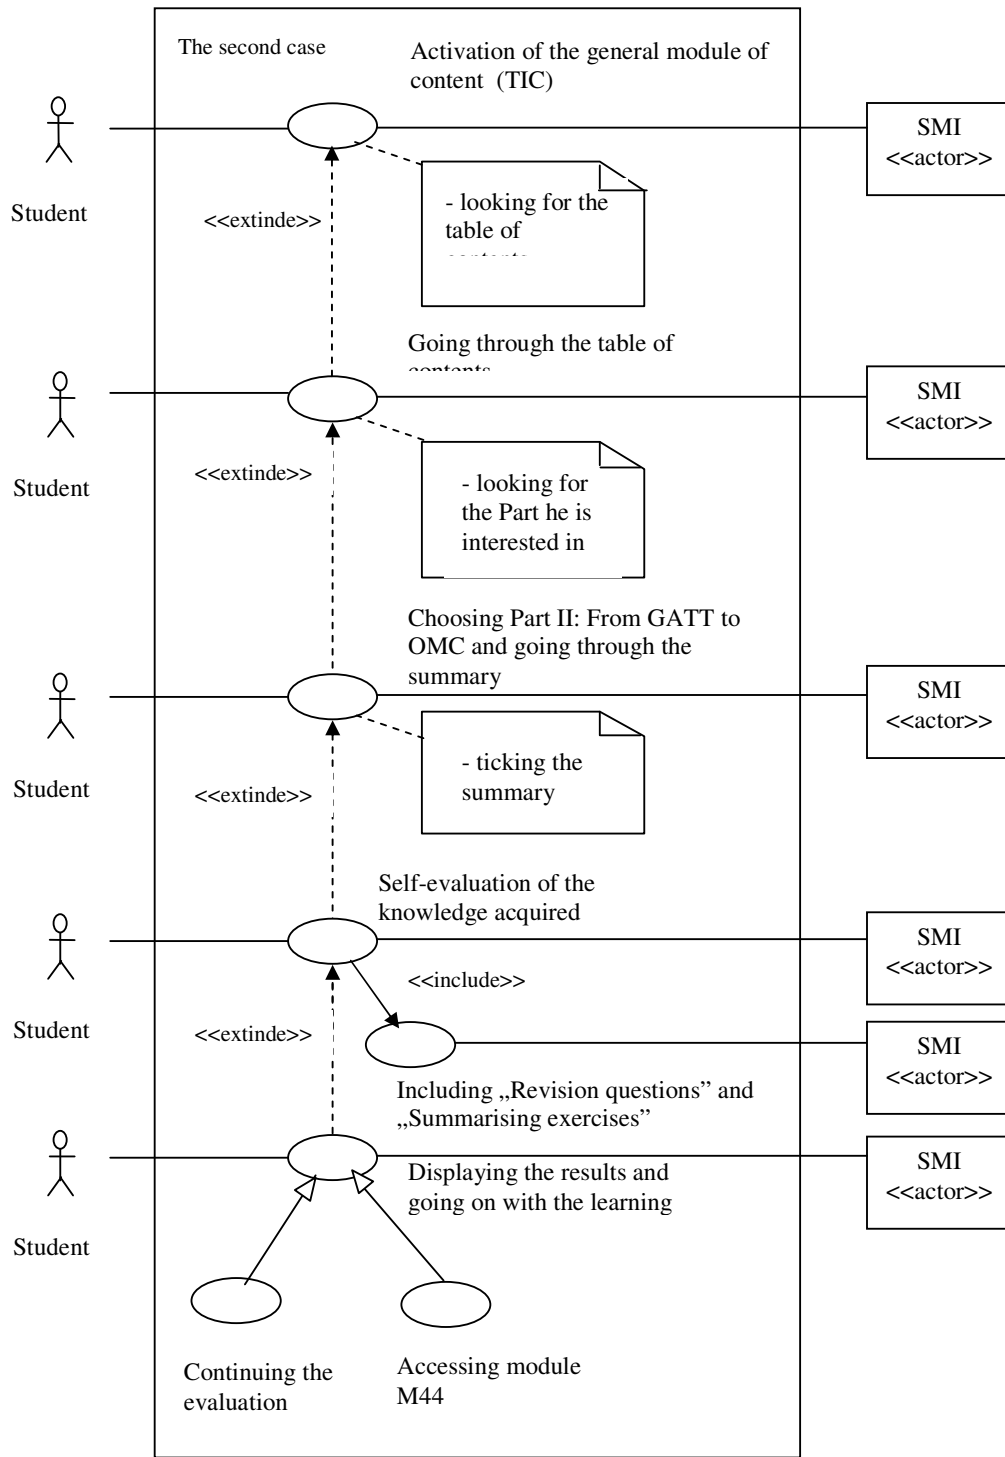 The second case
Activation of the general module of
content (TIC)
SMI
<<actor>>
Student
<<extinde>>
- looking for the
table of
Going through the table of
contents
SMI
<<actor>>
Student
<<extinde>>
- looking for
the Part he is
interested in
Choosing Part II: From GATT to
OMC and going through the
summary
SMI
<<actor>>
Student
<<extinde>>
- ticking the
summary
Self-evaluation of the
knowledge acquired
SMI
<<actor>>
Student
<<include>>
<<extinde>>
SMI
<<actor>>
Including „Revision questions” and
„Summarising exercises”
SMI
<<actor>>
Displaying the results and
going on with the learning
Student
Continuing the
evaluation
Accessing module
M44